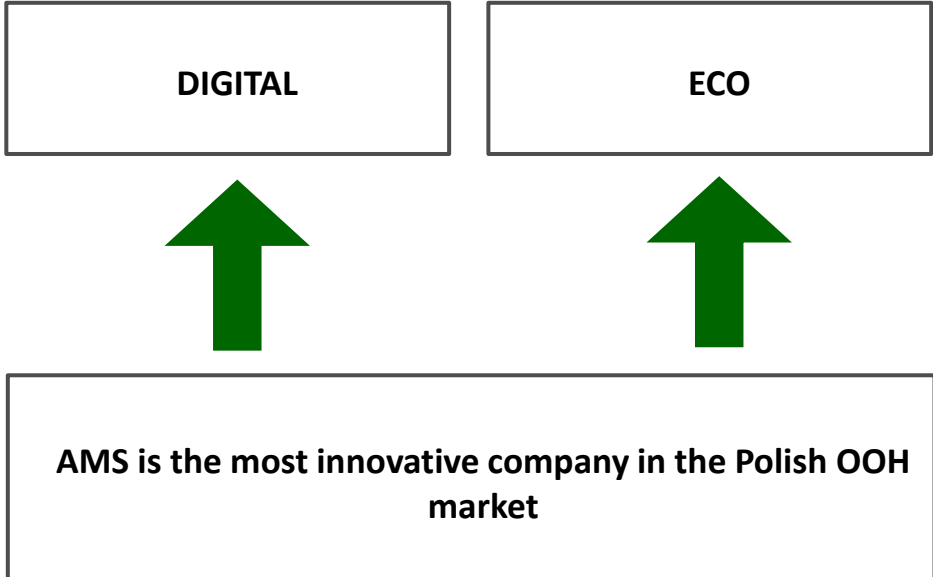 DIGITAL
ECO
AMS is the most innovative company in the Polish OOH
market